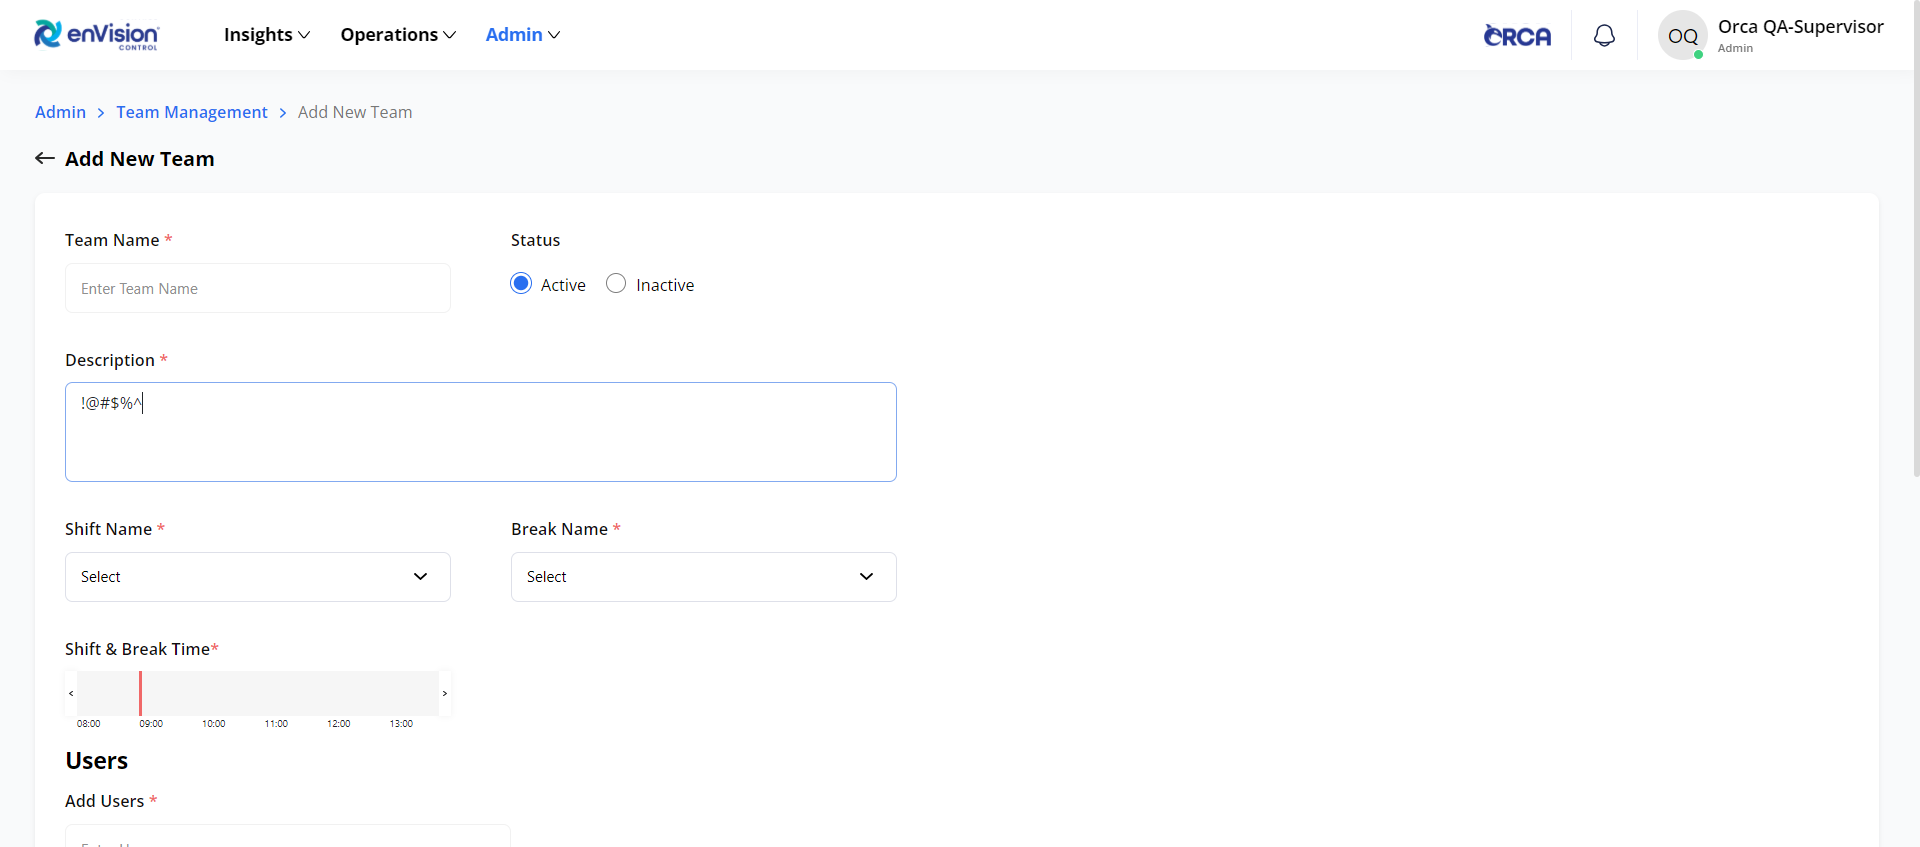 enVision CONTROL Insights Operations Admin ORCA OQ Orca QA-Supervisor
Admin
Admin > Team Management > Add New Team
Add New Team
Team Name * Status
Enter Team Name Active Inactive
Description *
!@#$%^
Shift Name * Break Name *
Select Select
Shift & Break Time*
< >
08:00 09:00 10:00 11:00 12:00 13:00
Users
Add Users *